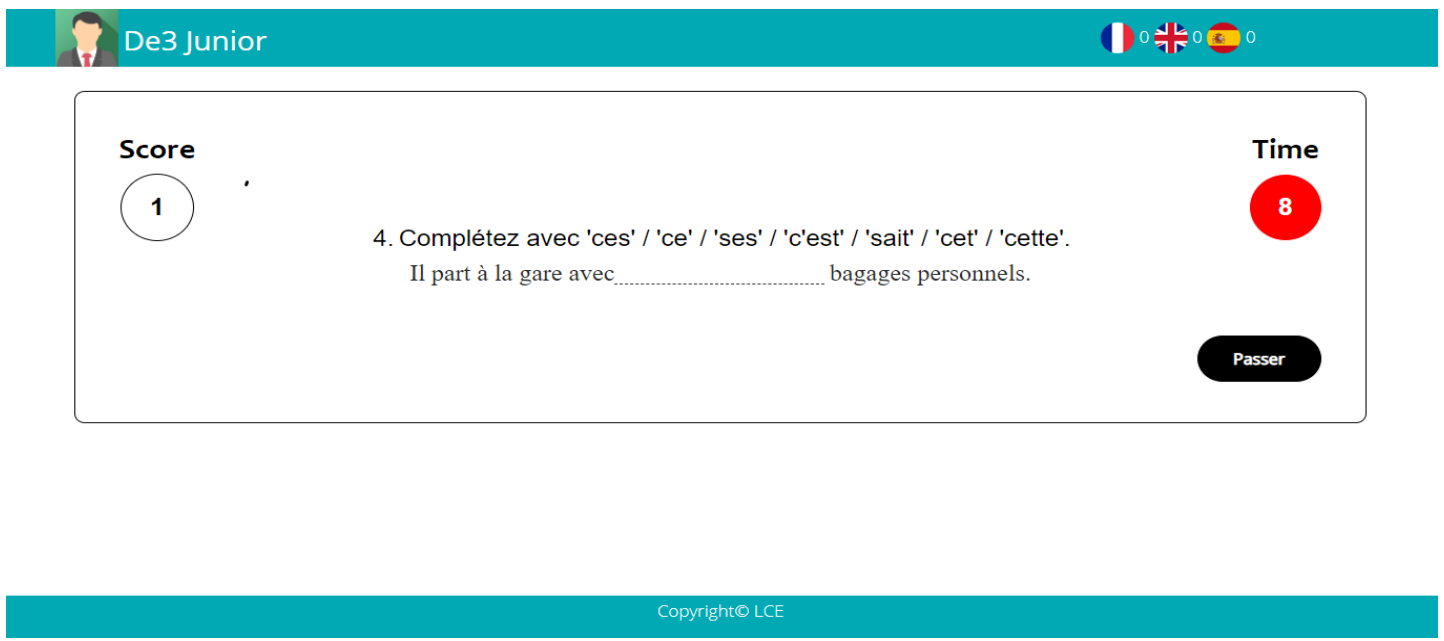 De3 Junior
0 0 0
Score
Time
1
8
4. Complétez avec 'ces' / 'ce' / 'ses' / 'c'est' / 'sait' / 'cet' / 'cette'.
Il part à la gare avec bagages personnels.
Passer
Copyright© LCE